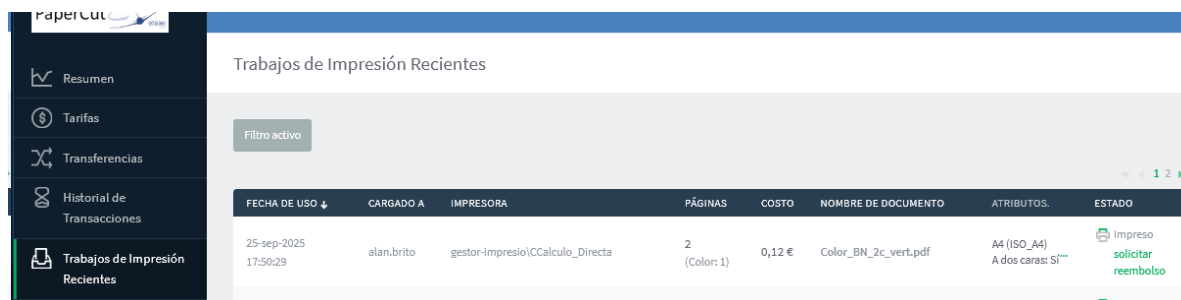 PaperCut
etsiae
Resumen
Tarifas
Transferencias
Historial de
Transacciones
Trabajos de Impresión
Recientes
Trabajos de Impresión Recientes
Filtro activo
1 2
FECHA DE USO CARGADO A IMPRESORA PÁGINAS COSTO NOMBRE DE DOCUMENTO ATRIBUTOS. ESTADO
25-sep-2025
17:50:29
alan.brito
gestor-impresio\CCalculo_Directa
2
(Color: 1)
0,12 €
Color_BN_2c_vert.pdf
A4 (ISO_A4)
A dos caras: Sí...
Impreso
solicitar
reembolso